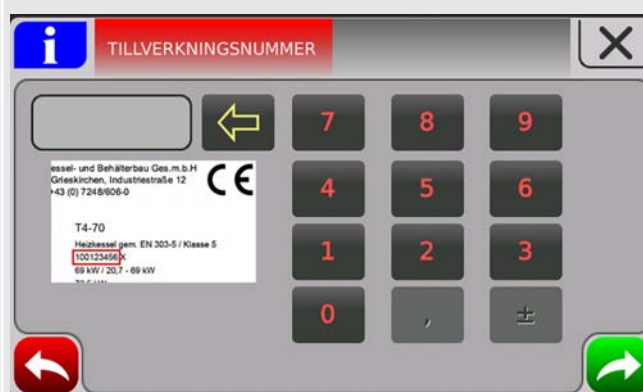 i TILLVERKNINGSNUMMER X
7 8 9
essel- und Behälterbau Ges.m.b.H
Grieskirchen, Industriestraße 12
+43 (0) 7248/606-0
CE
4 5 6
T4-70
Heizkessel gem. EN 303-5 / Klasse 5
100123456 X
69 kW / 20,7 - 69 kW
1 2 3
0 , ±